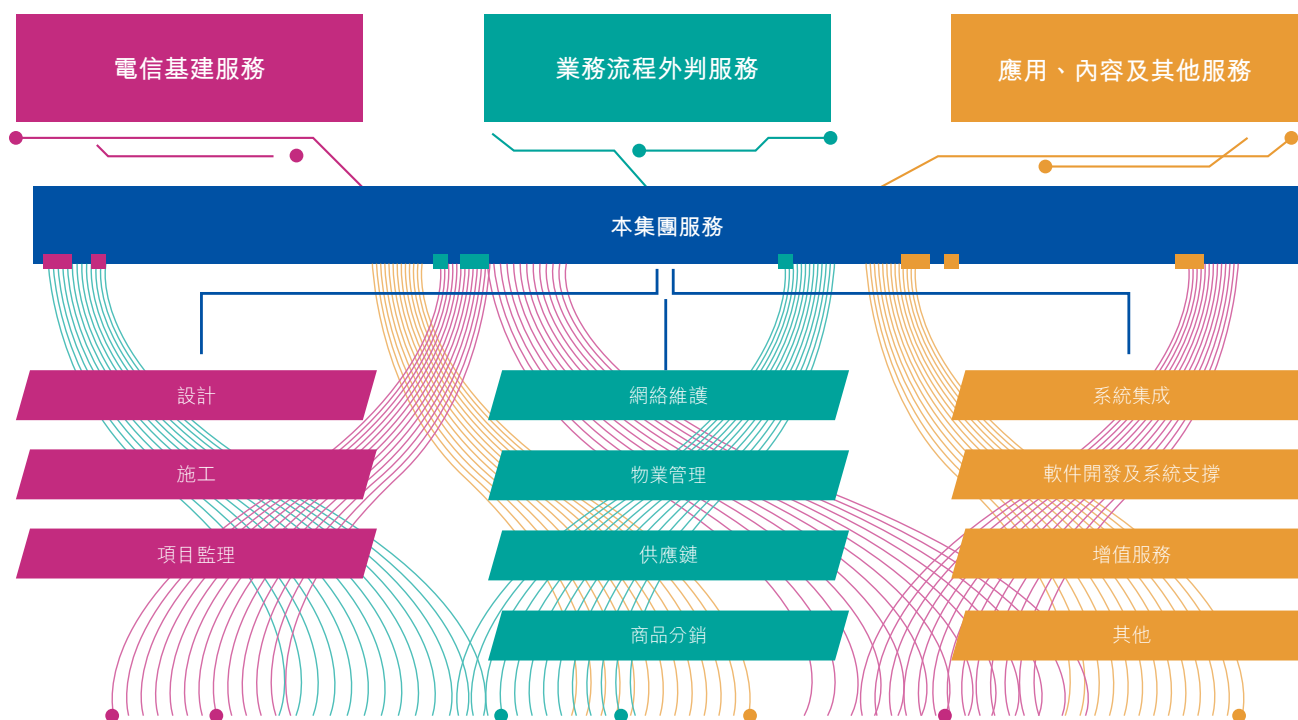 電信基建服務
業務流程外判服務
應用、內容及其他服務
本集團服務
設計
網絡維護
系統集成
施工
物業管理
軟件開發及系統支撐
項目監理
供應鏈
增值服務
商品分銷
其他